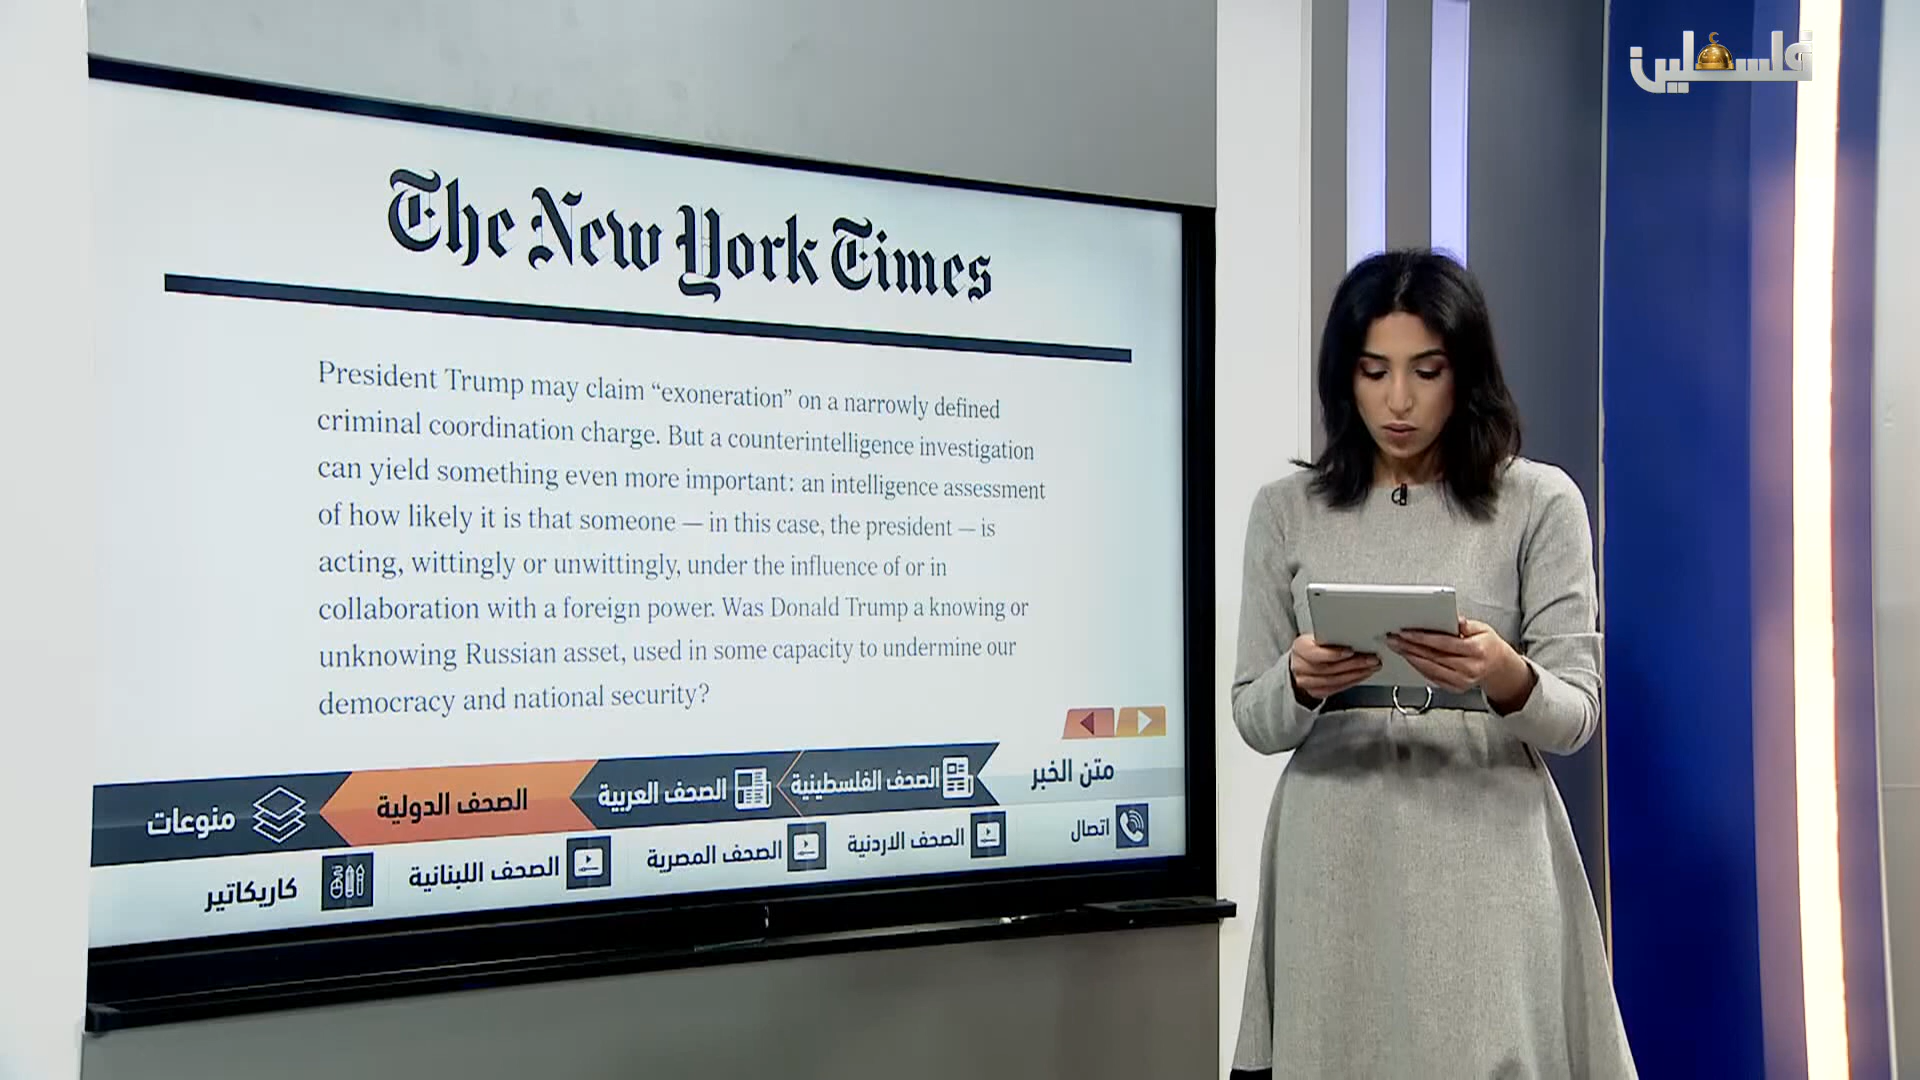 فلسطين
The New York Times
President Trump may claim “exoneration” on a narrowly defined
criminal coordination charge. But a counterintelligence investigation
can yield something even more important: an intelligence assessment
of how likely it is that someone — in this case, the president — is
acting, wittingly or unwittingly, under the influence of or in
collaboration with a foreign power. Was Donald Trump a knowing or
unknowing Russian asset, used in some capacity to undermine our
democracy and national security?
متن الخبر
الصحف الفلسطينية
الصحف العربية
الصحف الدولية
منوعات
اتصال
الصحف الاردنية
الصحف المصرية
الصحف اللبنانية
كاريكاتير